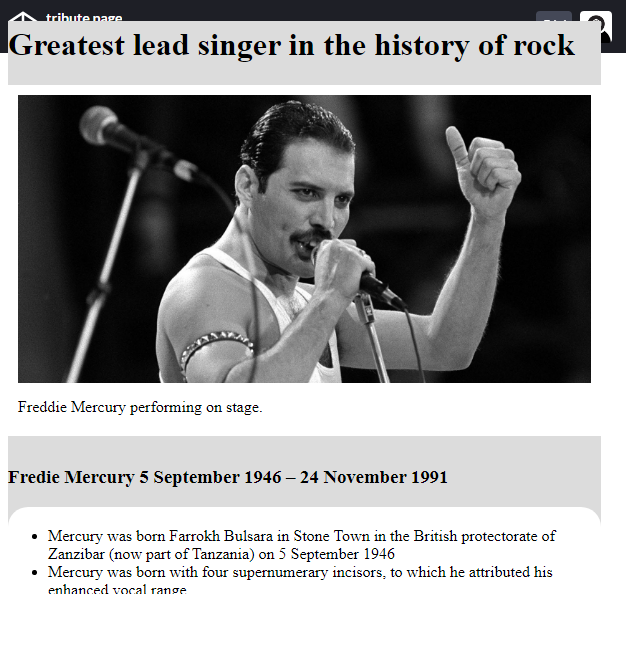 tribute page
Greatest lead singer in the history of rock
Freddie Mercury performing on stage.
Fredie Mercury 5 September 1946 – 24 November 1991
Mercury was born Farrokh Bulsara in Stone Town in the British protectorate of
Zanzibar (now part of Tanzania) on 5 September 1946
Mercury was born with four supernumerary incisors, to which he attributed his
enhanced vocal range